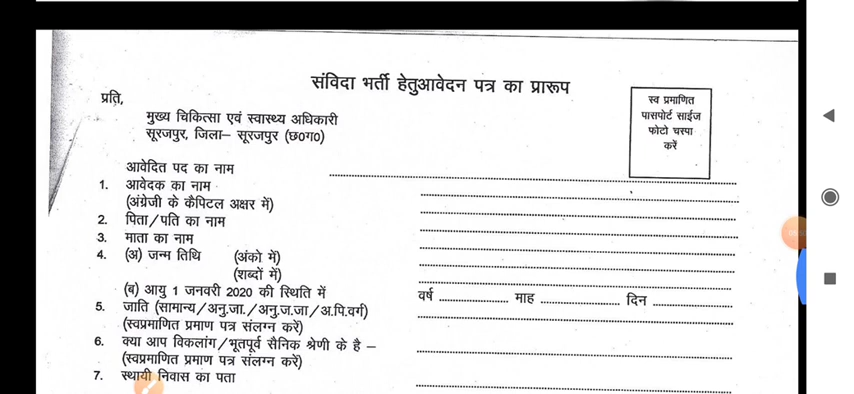 संविदा भर्ती हेतुआवेदन पत्र का प्रारूप
प्रति,
स्व प्रमाणित
पासपोर्ट साईज
फोटो चस्पा
करें
मुख्य चिकित्सा एवं स्वास्थ्य अधिकारी
सूरजपुर, जिला– सूरजपुर (छ0ग0)
आवेदित पद का नाम
1. आवेदक का नाम
(अंग्रेजी के कैपिटल अक्षर में)
2. पिता/पति का नाम
3. माता का नाम
4. (अ) जन्म तिथि (अंको में)
(शब्दों में)
(ब) आयु 1 जनवरी 2020 की स्थिति में वर्ष ........................ माह ........................ दिन ........................
5. जाति (सामान्य/अनु.जा./अनु.ज.जा/अ.पि.वर्ग)
(स्वप्रमाणित प्रमाण पत्र संलग्न करें)
6. क्या आप विकलांग/भूतपूर्व सैनिक श्रेणी के है –
(स्वप्रमाणित प्रमाण पत्र संलग्न करें)
7. स्थायी निवास का पता